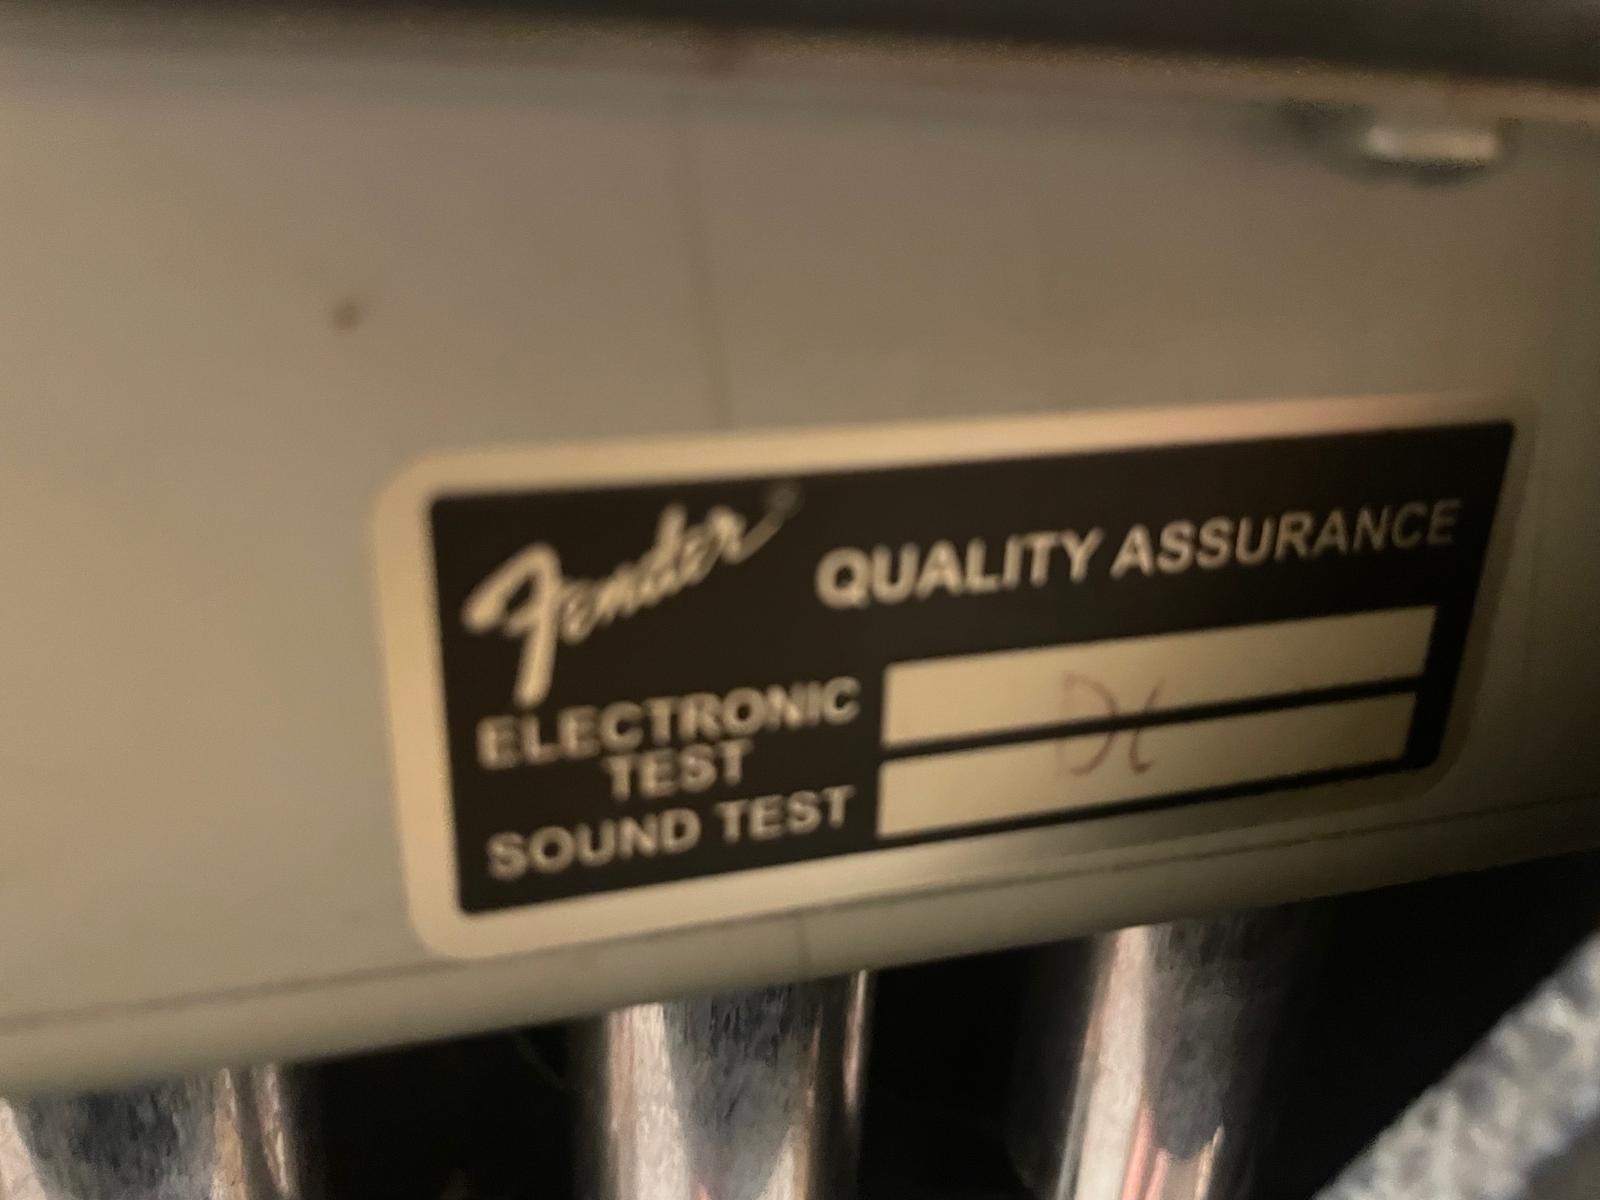 Fender®
QUALITY ASSURANCE
ELECTRONIC
TEST
SOUND TEST